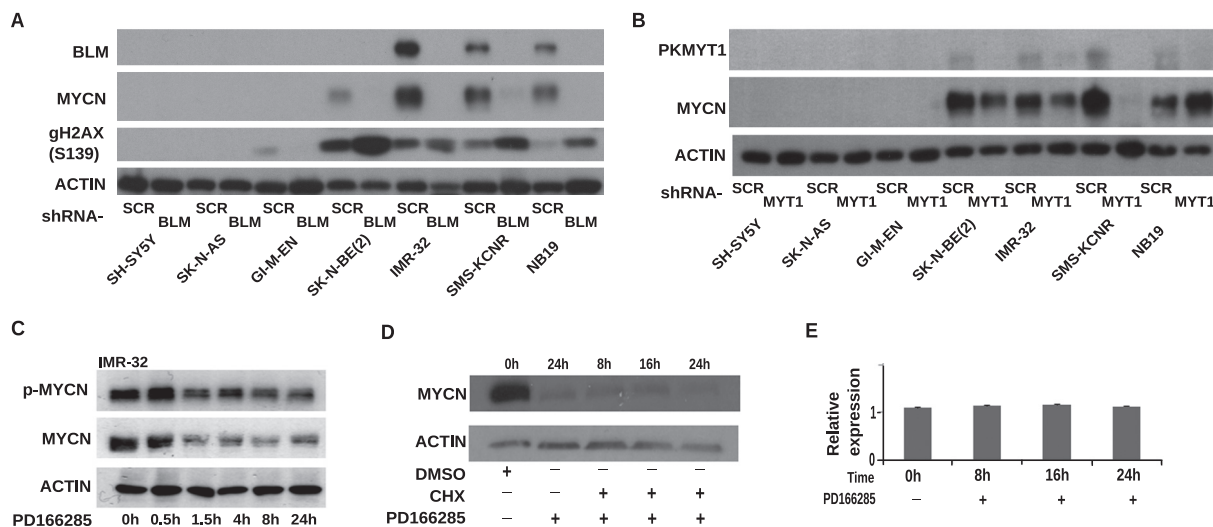 A
BLM
MYCN
gH2AX
(S139)
ACTIN
shRNA-
SCR BLM SCR BLM SCR BLM SCR BLM SCR BLM SCR BLM SCR BLM
SH-SY5Y SK-N-AS GI-M-EN SK-N-BE(2) IMR-32 SMS-KCNR NB19
B
PKMYT1
MYCN
ACTIN
shRNA-
SCR MYT1 SCR MYT1 SCR MYT1 SCR MYT1 SCR MYT1 SCR MYT1 SCR MYT1
SH-SY5Y SK-N-AS GI-M-EN SK-N-BE(2) IMR-32 SMS-KCNR NB19
C
IMR-32
p-MYCN
MYCN
ACTIN
PD166285 0h 0.5h 1.5h 4h 8h 24h
D
0h 24h 8h 16h 24h
MYCN
ACTIN
DMSO + – – – –
CHX – – + + +
PD166285 – + + + +
E
Relative
expression
1
0
Time 0h 8h 16h 24h
PD166285 – + + +